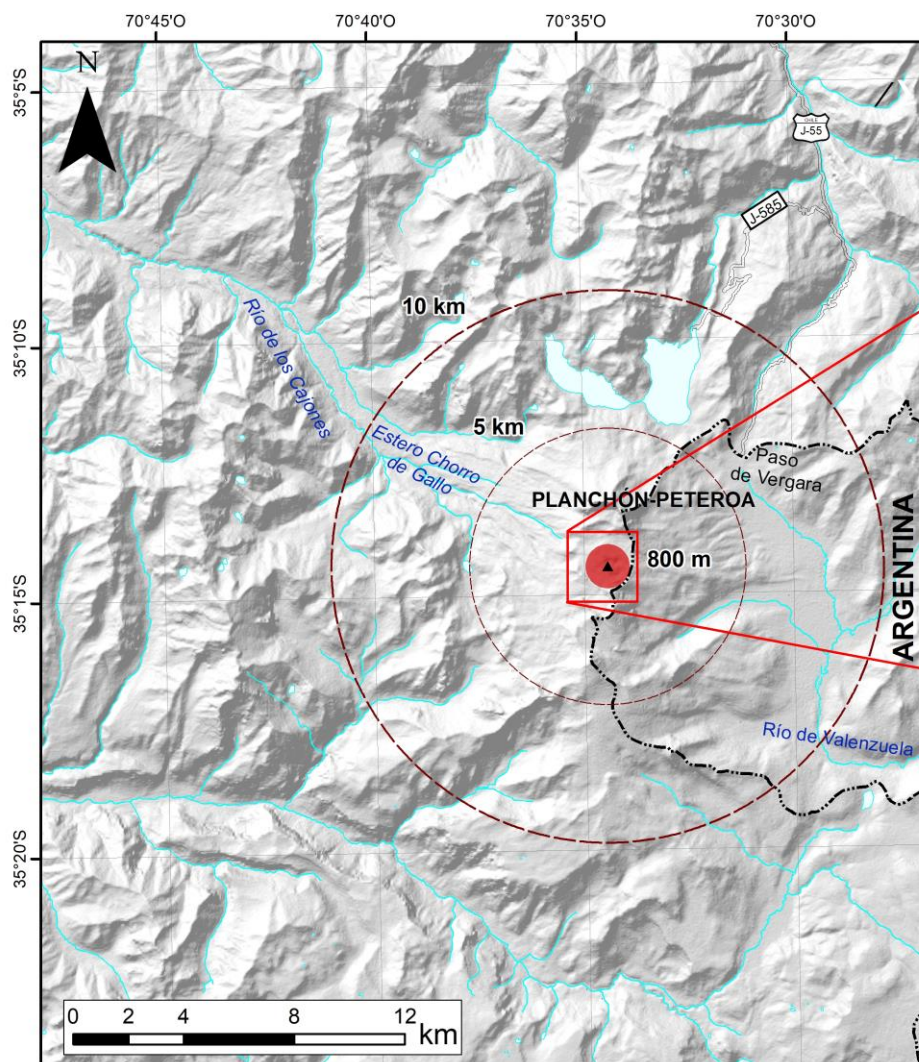 70°45'O
70°40'O
70°35'O
70°30'O
N
35°5'S
CHILE
J-55
J-585
10 km
Río de los Cajones
35°10'S
5 km
Estero Chorro
de Gallo
Paso
de Vergara
PLANCHÓN-PETEROA
800 m
ARGENTINA
35°15'S
Río de Valenzuela
35°20'S
0 2 4 8 12
km